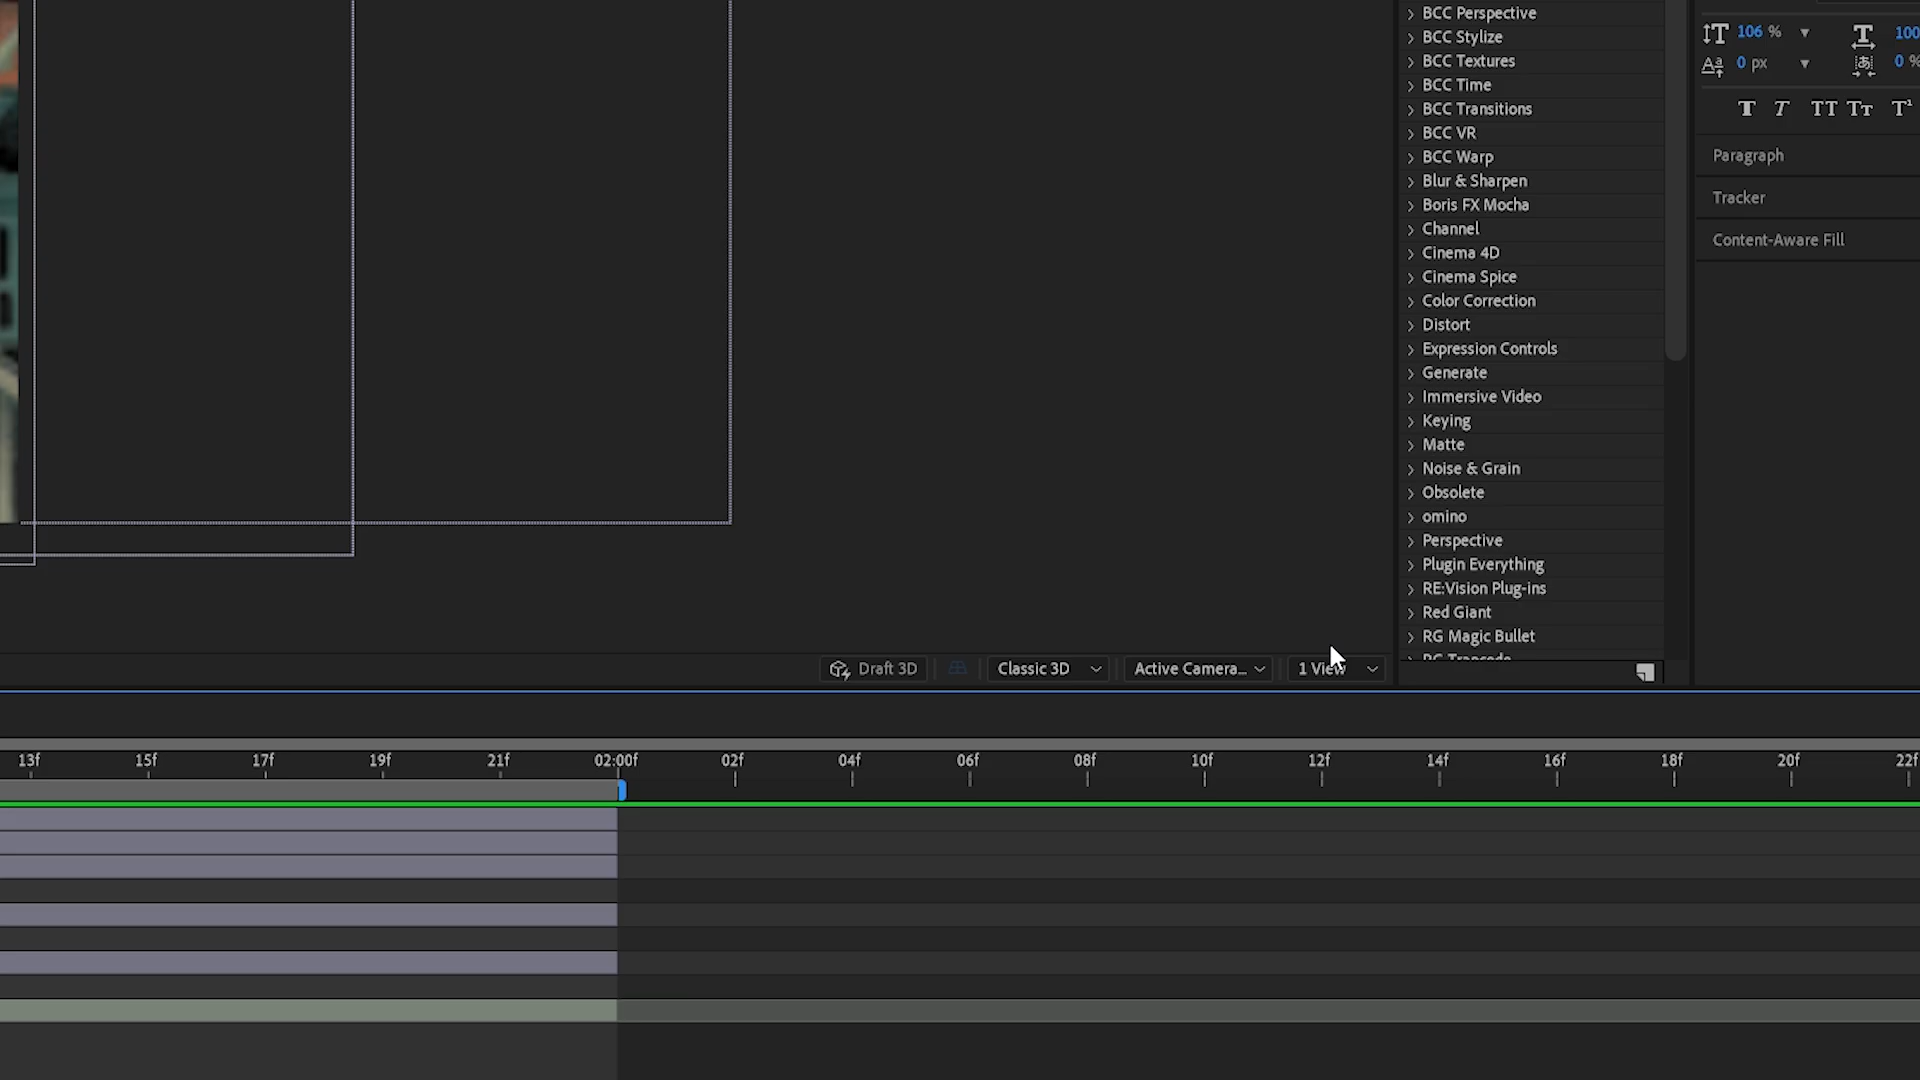 BCC Perspective
BCC Stylize
BCC Textures
BCC Time
BCC Transitions
BCC VR
BCC Warp
Blur & Sharpen
Boris FX Mocha
Channel
Cinema 4D
Cinema Spice
Color Correction
Distort
Expression Controls
Generate
Immersive Video
Keying
Matte
Noise & Grain
Obsolete
omino
Perspective
Plugin Everything
RE:Vision Plug-ins
Red Giant
RG Magic Bullet
RG Trapcode
106 %
100
0 px
0 %
T T TT TT T¹
Paragraph
Tracker
Content-Aware Fill
Draft 3D
Classic 3D
Active Camera...
1 View
13f 15f 17f 19f 21f 02:00f 02f 04f 06f 08f 10f 12f 14f 16f 18f 20f 22f